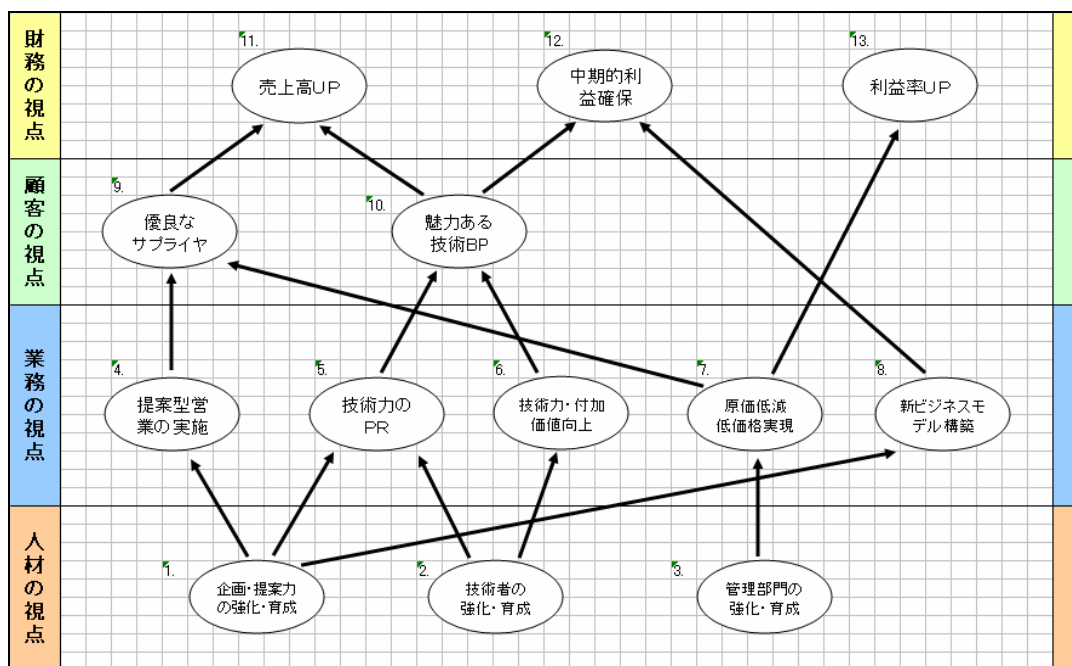 財務の視点
11.
売上高UP
12.
中期的利
益確保
13.
利益率UP
顧客の視点
9.
優良な
サプライヤ
10.
魅力ある
技術BP
業務の視点
4.
提案型営
業の実施
5.
技術力の
PR
6.
技術力・付加
価値向上
7.
原価低減
低価格実現
8.
新ビジネスモ
デル構築
人材の視点
1.
企画・提案力
の強化・育成
2.
技術者の
強化・育成
3.
管理部門の
強化・育成